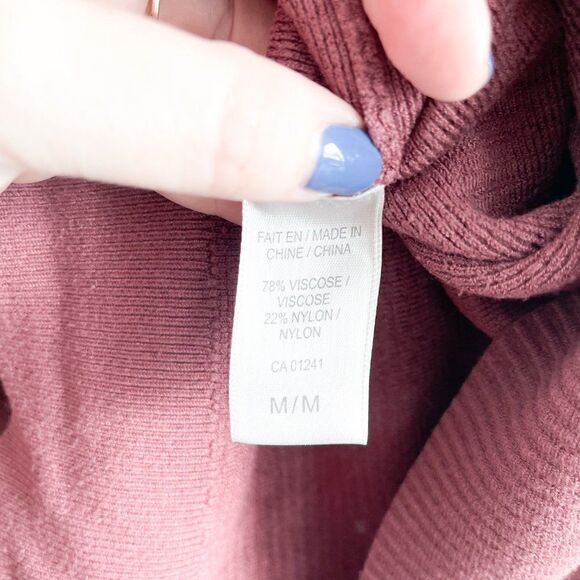 FAIT EN / MADE IN
CHINE / CHINA
78% VISCOSE /
VISCOSE
22% NYLON /
NYLON
CA 01241
M / M